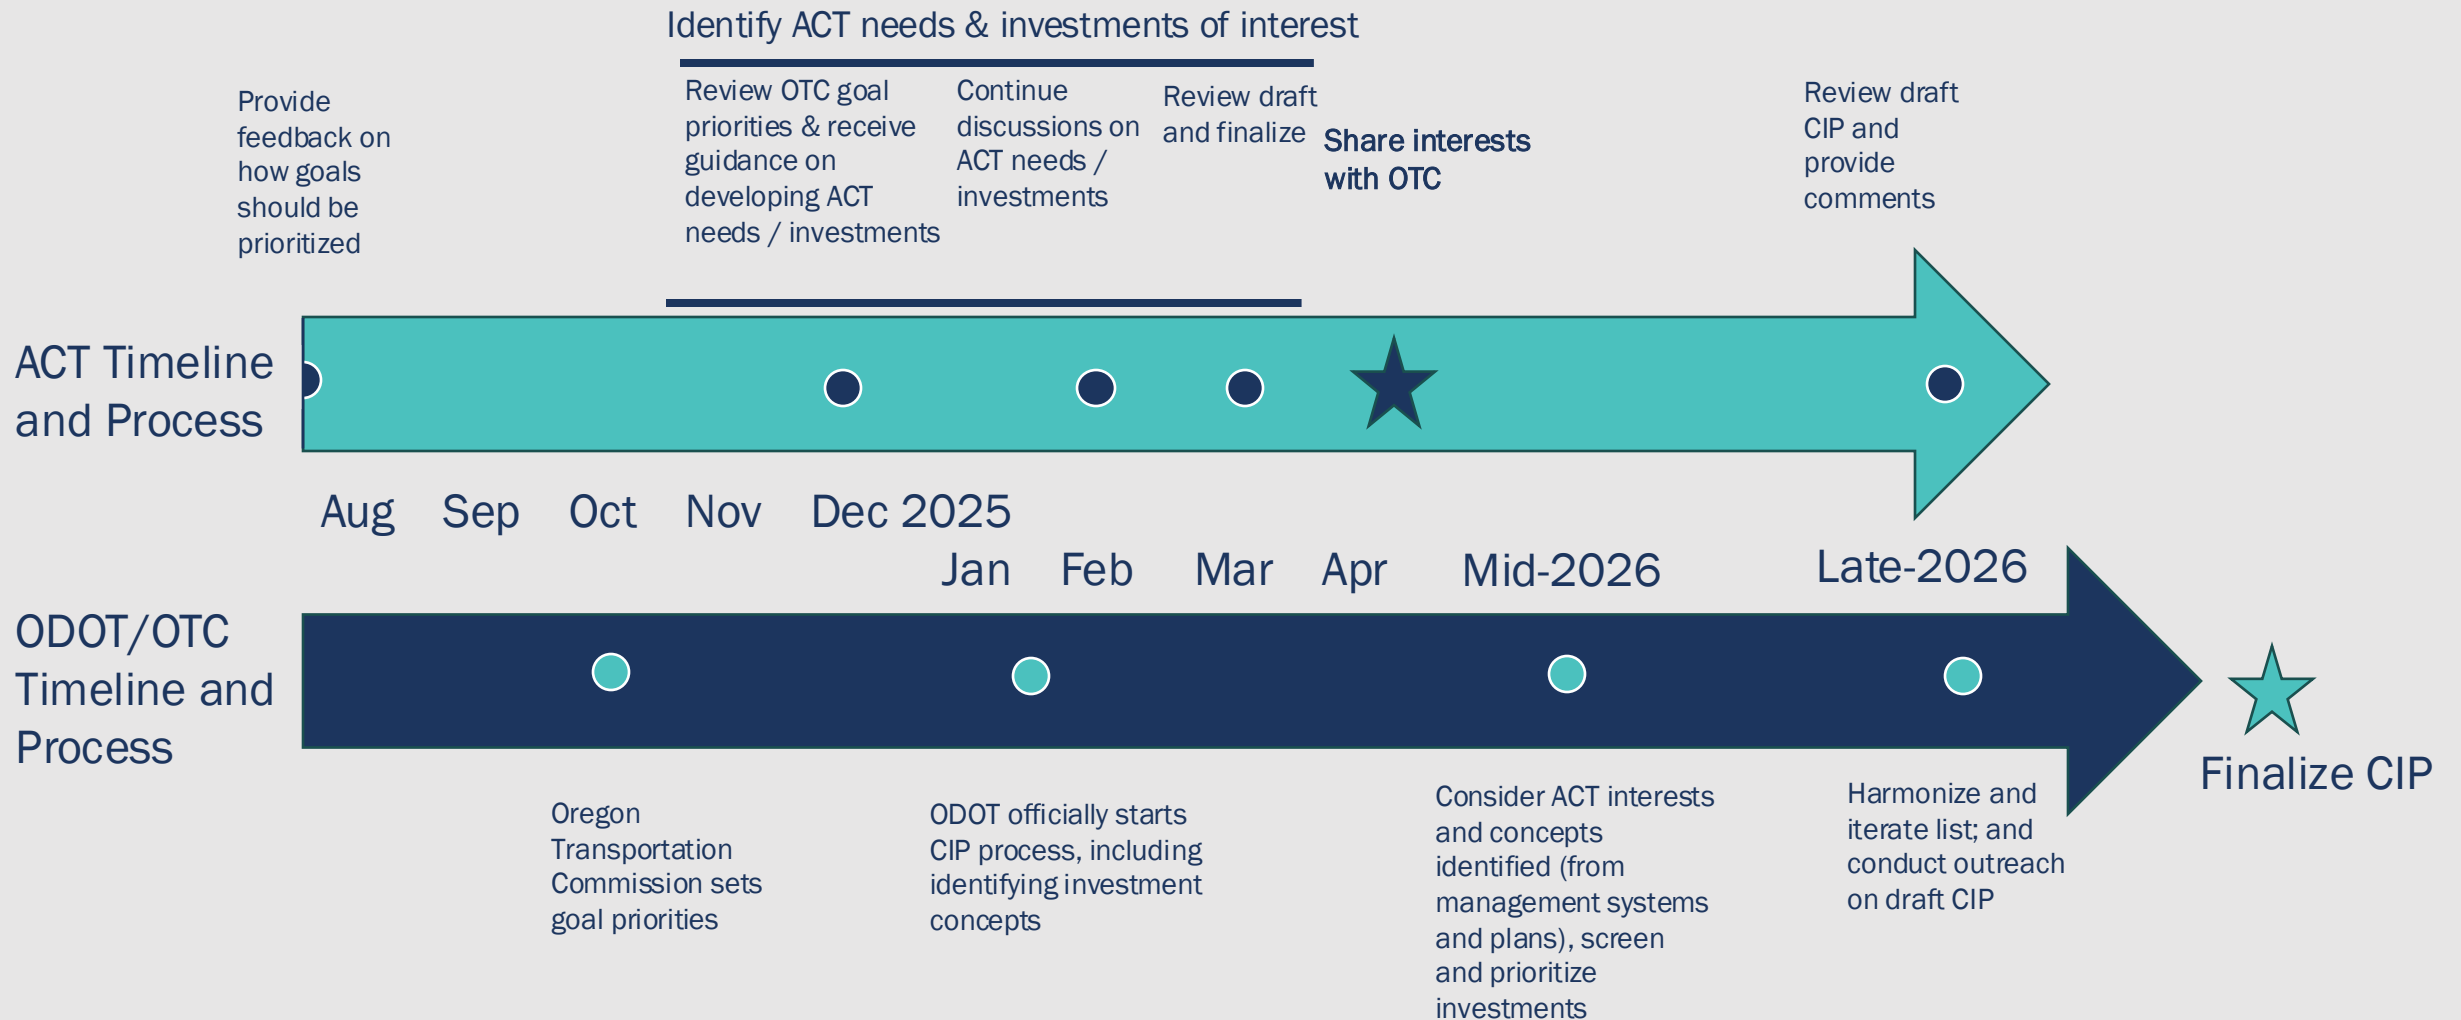 Identify ACT needs & investments of interest
Provide
feedback on
how goals
should be
prioritized
Review OTC goal
priorities & receive
guidance on
developing ACT
needs / investments
Continue
discussions on
ACT needs /
investments
Review draft
and finalize
Share interests
with OTC
Review draft
CIP and
provide
comments
ACT Timeline
and Process
Aug Sep Oct Nov Dec 2025
Jan Feb Mar Apr Mid-2026 Late-2026
ODOT/OTC
Timeline and
Process
Finalize CIP
Oregon
Transportation
Commission sets
goal priorities
ODOT officially starts
CIP process, including
identifying investment
concepts
Consider ACT interests
and concepts
identified (from
management systems
and plans), screen
and prioritize
investments
Harmonize and
iterate list; and
conduct outreach
on draft CIP